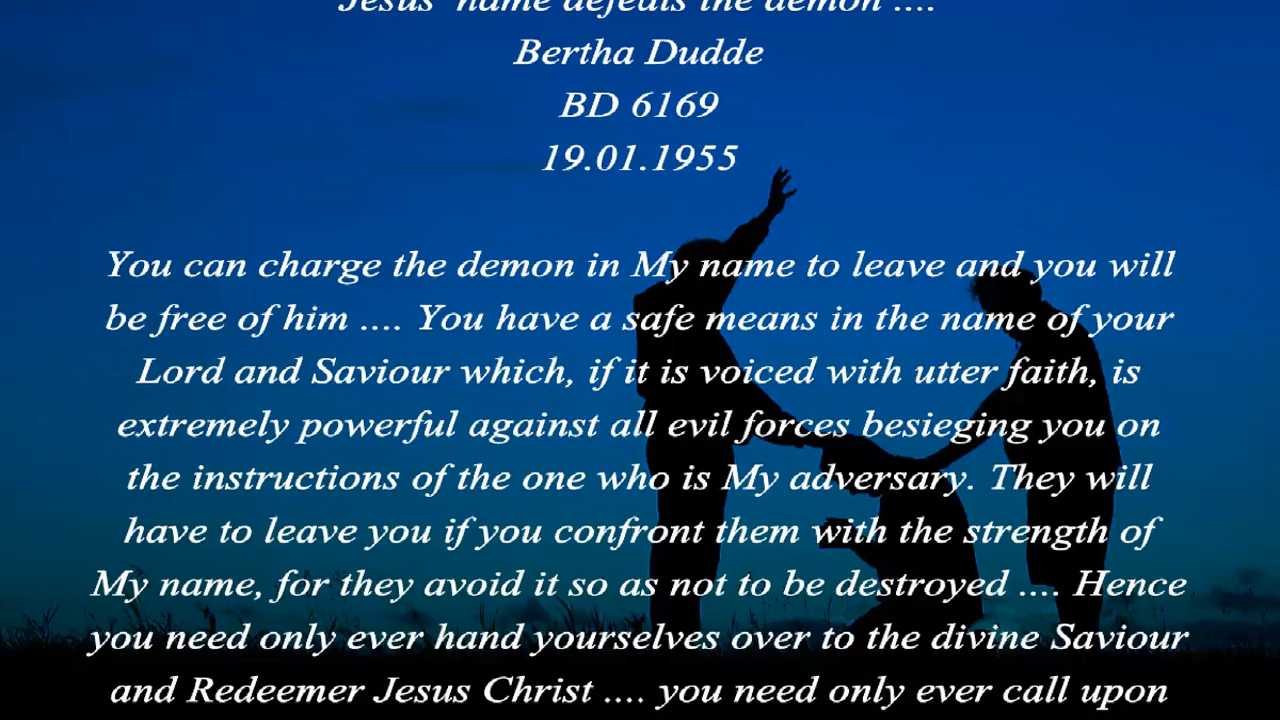 Jesus' name defeats the demon ....
Bertha Dudde
BD 6169
19.01.1955
You can charge the demon in My name to leave and you will
be free of him .... You have a safe means in the name of your
Lord and Saviour which, if it is voiced with utter faith, is
extremely powerful against all evil forces besieging you on
the instructions of the one who is My adversary. They will
have to leave you if you confront them with the strength of
My name, for they avoid it so as not to be destroyed .... Hence
you need only ever hand yourselves over to the divine Saviour
and Redeemer Jesus Christ .... you need only ever call upon